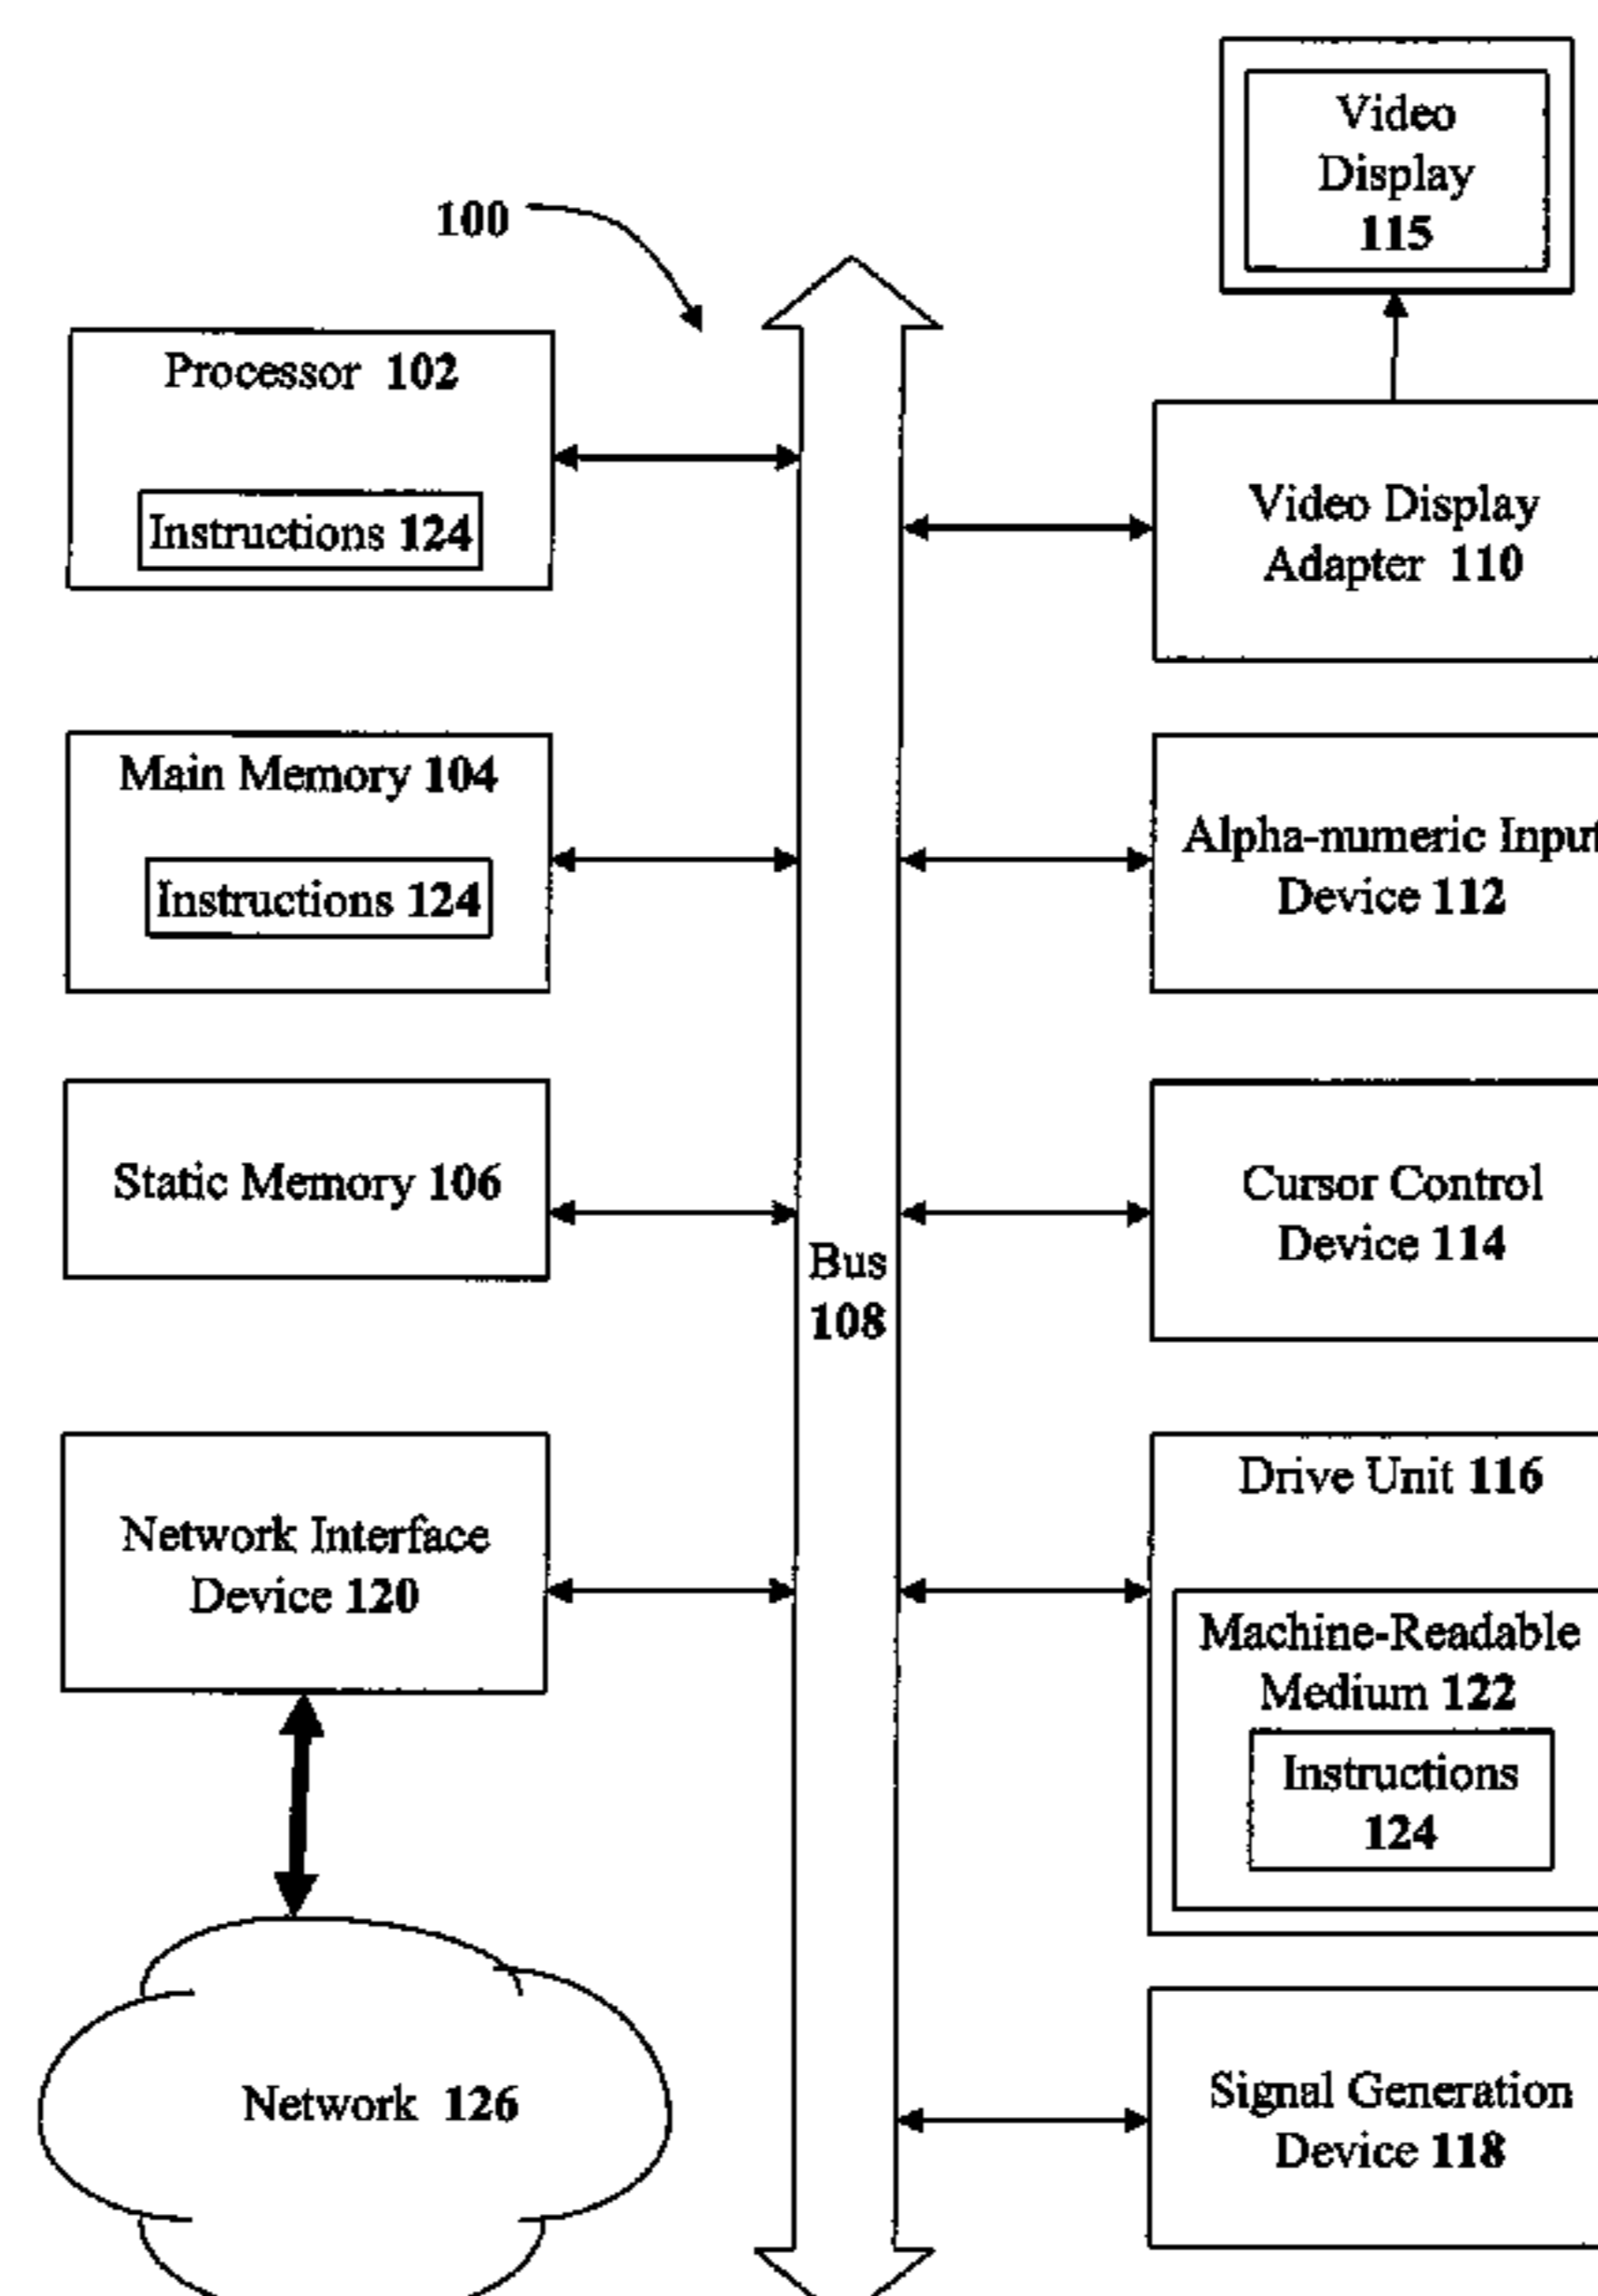 Video
Display
115
100
Processor 102
Instructions 124
Video Display
Adapter 110
Main Memory 104
Instructions 124
Alpha-numeric Input
Device 112
Static Memory 106
Cursor Control
Device 114
Bus
108
Network Interface
Device 120
Drive Unit 116
Machine-Readable
Medium 122
Instructions
124
Network 126
Signal Generation
Device 118